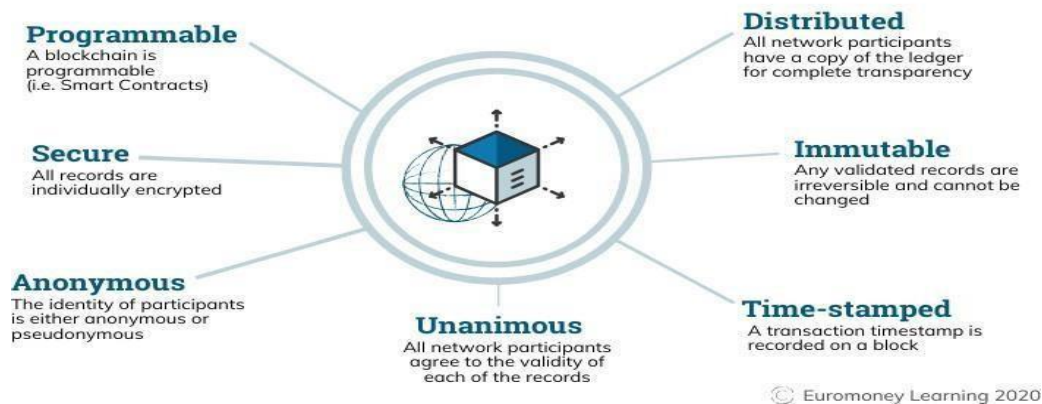 Programmable
A blockchain is
programmable
(i.e. Smart Contracts)
Secure
All records are
individually encrypted
Anonymous
The identity of participants
is either anonymous or
pseudonymous
Unanimous
All network participants
agree to the validity of
each of the records
Distributed
All network participants
have a copy of the ledger
for complete transparency
Immutable
Any validated records are
irreversible and cannot be
changed
Time-stamped
A transaction timestamp is
recorded on a block
© Euromoney Learning 2020